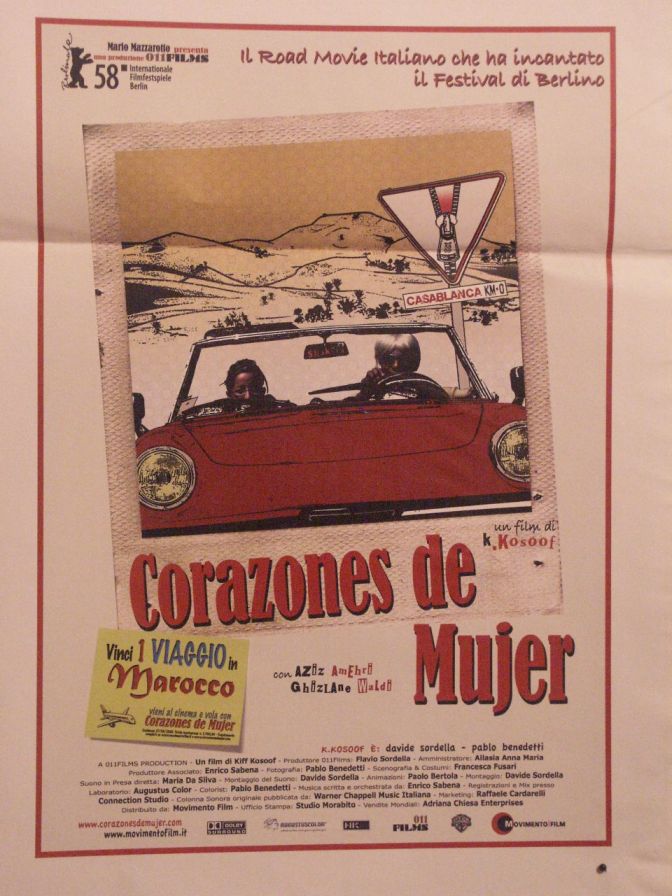 Mario Mazzarotto presenta
una produzione 011FILMS
Berlinale
58
Internationale
Filmfestspiele
Berlin
Il Road Movie Italiano che ha incantato
il Festival di Berlino
CASABLANCA KM·0
Shakira
un film di
K.Kosoof
Corazones de
Mujer
Vinci 1 VIAGGIO in
Marocco
vieni al cinema e vola con
Corazones de Mujer
con AZiz AmEhri
GHizLAne WaLdi
K.KOSOOF È: davide sordella - pablo benedetti
A 011FILMS PRODUCTION - Un film di Kiff Kosoof - Produttore 011Films: Flavio Sordella - Amministratore: Allasia Anna Maria
Produttore Associato: Enrico Sabena - Fotografia: Pablo Benedetti - Scenografia & Costumi: Francesca Fusari
Suono in Presa diretta: Maria Da Silva - Montaggio del Suono: Davide Sordella - Animazioni: Paolo Bertola - Montaggio: Davide Sordella
Laboratorio: Augustus Color - Colorist: Pablo Benedetti - Musica scritta e orchestrata da: Enrico Sabena - Registrazioni e Mix presso
Connection Studio - Colonna Sonora originale pubblicata da: Warner Chappell Music Italiana - Marketing: Raffaele Cardarelli
Distribuito da: Movimento Film - Ufficio Stampa: Studio Morabito - Vendite Mondiali: Adriana Chiesa Enterprises
www.corazonesdemujer.com
www.movimentofilm.it
DOLBY
SURROUND
AUGUSTUSCOLOR
011
FILMS
MOVIMENTOFILM